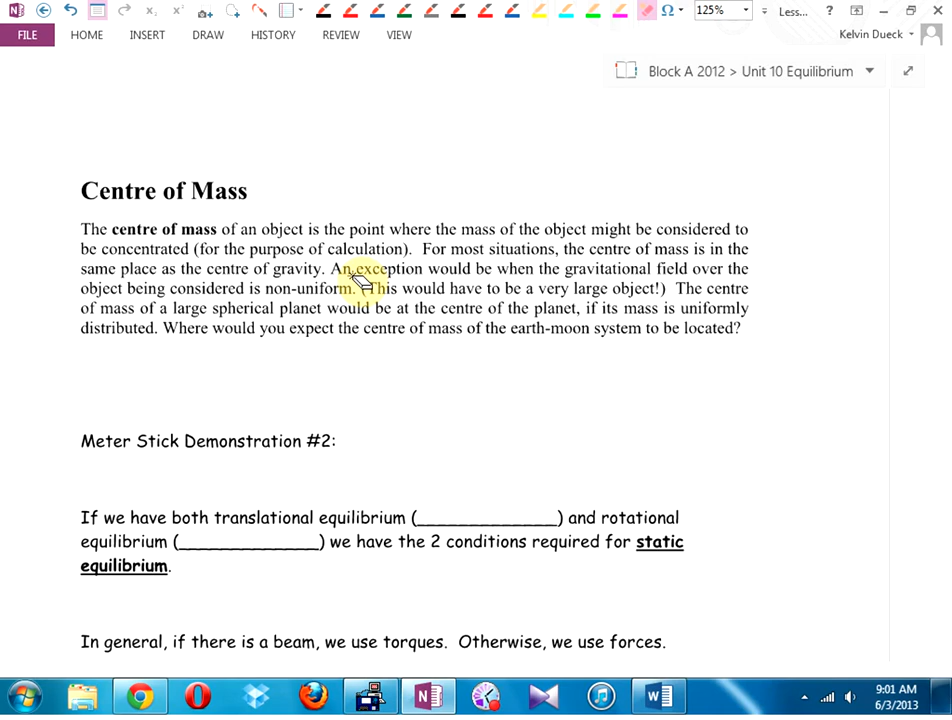 125%
Less...
?
FILE
HOME
INSERT
DRAW
HISTORY
REVIEW
VIEW
Kelvin Dueck
Block A 2012 > Unit 10 Equilibrium
Centre of Mass
The centre of mass of an object is the point where the mass of the object might be considered to
be concentrated (for the purpose of calculation). For most situations, the centre of mass is in the
same place as the centre of gravity. An exception would be when the gravitational field over the
object being considered is non-uniform. (This would have to be a very large object!) The centre
of mass of a large spherical planet would be at the centre of the planet, if its mass is uniformly
distributed. Where would you expect the centre of mass of the earth-moon system to be located?
Meter Stick Demonstration #2:
If we have both translational equilibrium (_____________) and rotational
equilibrium (_____________) we have the 2 conditions required for static
equilibrium.
In general, if there is a beam, we use torques. Otherwise, we use forces.
9:01 AM
6/3/2013